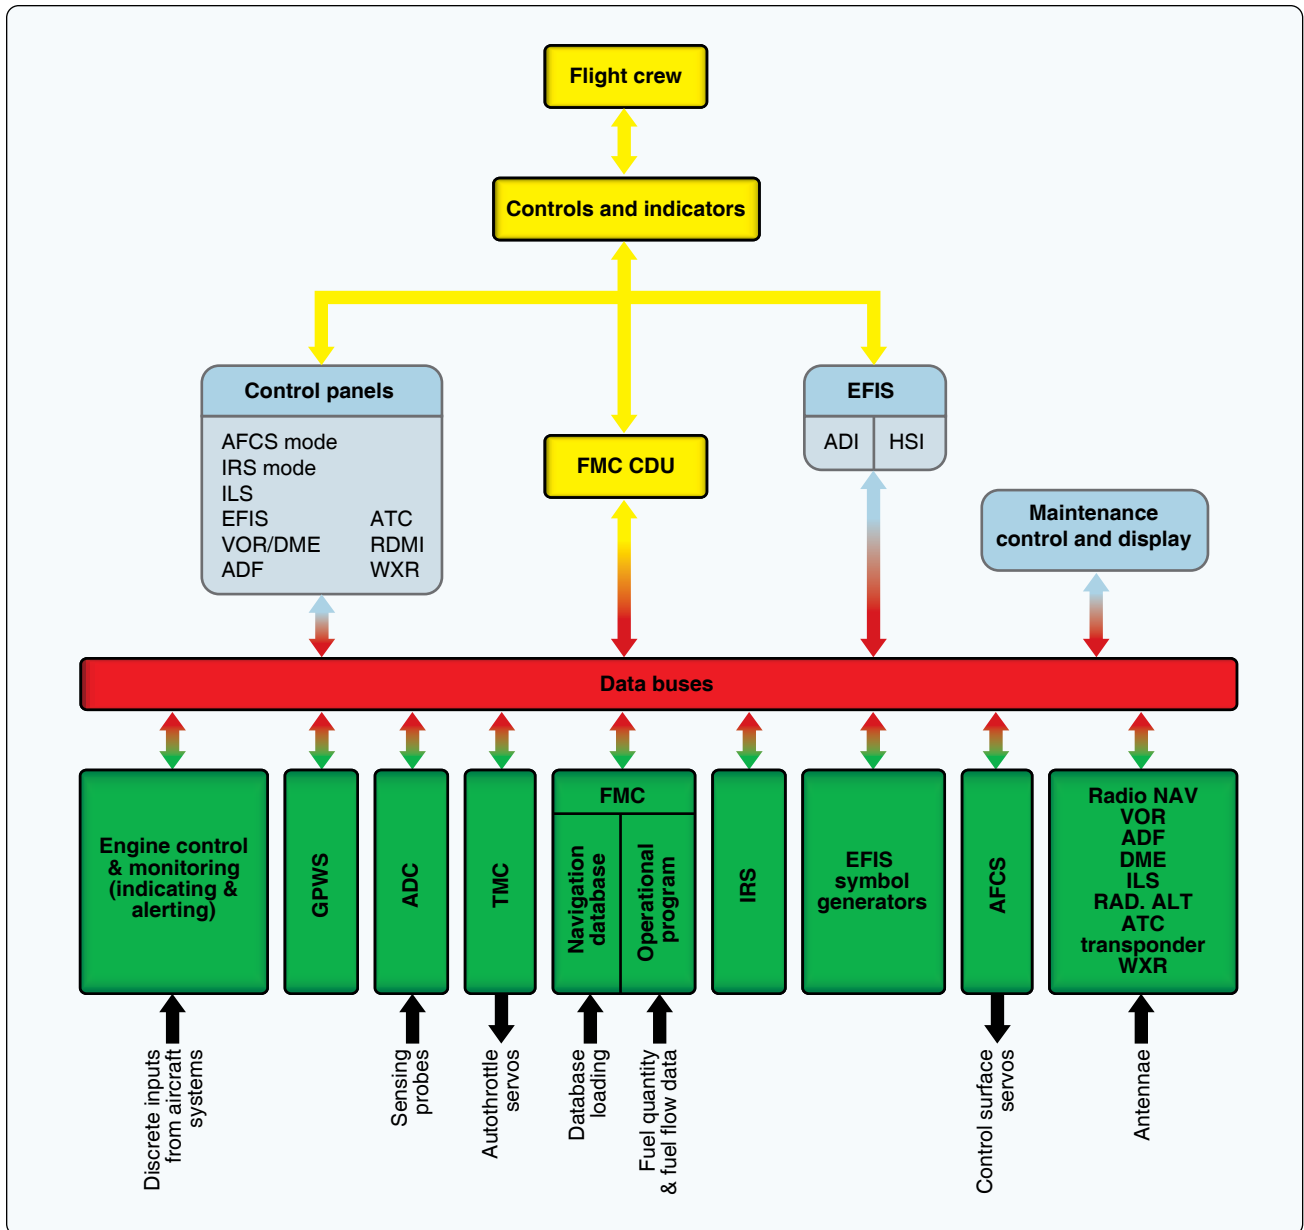 Flight crew
Controls and indicators
Control panels
AFCS mode
IRS mode
ILS
EFIS
VOR/DME
ADF
ATC
RDMI
WXR
FMC CDU
EFIS
ADI
HSI
Maintenance
control and display
Data buses
Engine control
& monitoring
(indicating &
alerting)
GPWS
ADC
TMC
FMC
Navigation
database
Operational
program
IRS
EFIS
symbol
generators
AFCS
Radio NAV
VOR
ADF
DME
ILS
RAD. ALT
ATC
transponder
WXR
Discrete inputs
from aircraft
systems
Sensing
probes
Autothrottle
servos
Database
loading
Fuel quantity
& fuel flow data
Control surface
servos
Antennae